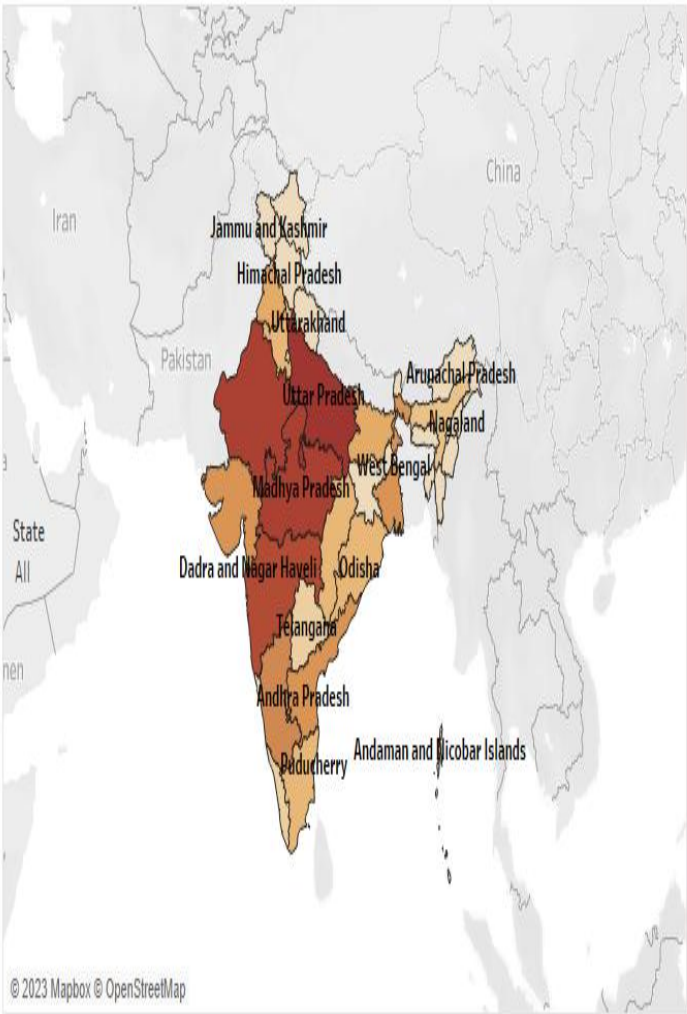 China
Iran
Jammu and Kashmir
Himachal Pradesh
Uttarakhand
Pakistan
Arunachal Pradesh
Uttar Pradesh
Nagaland
West Bengal
Madhya Pradesh
State
All
Dadra and Nagar Haveli
Odisha
Telangana
Andhra Pradesh
Andaman and Nicobar Islands
Puducherry
© 2023 Mapbox © OpenStreetMap